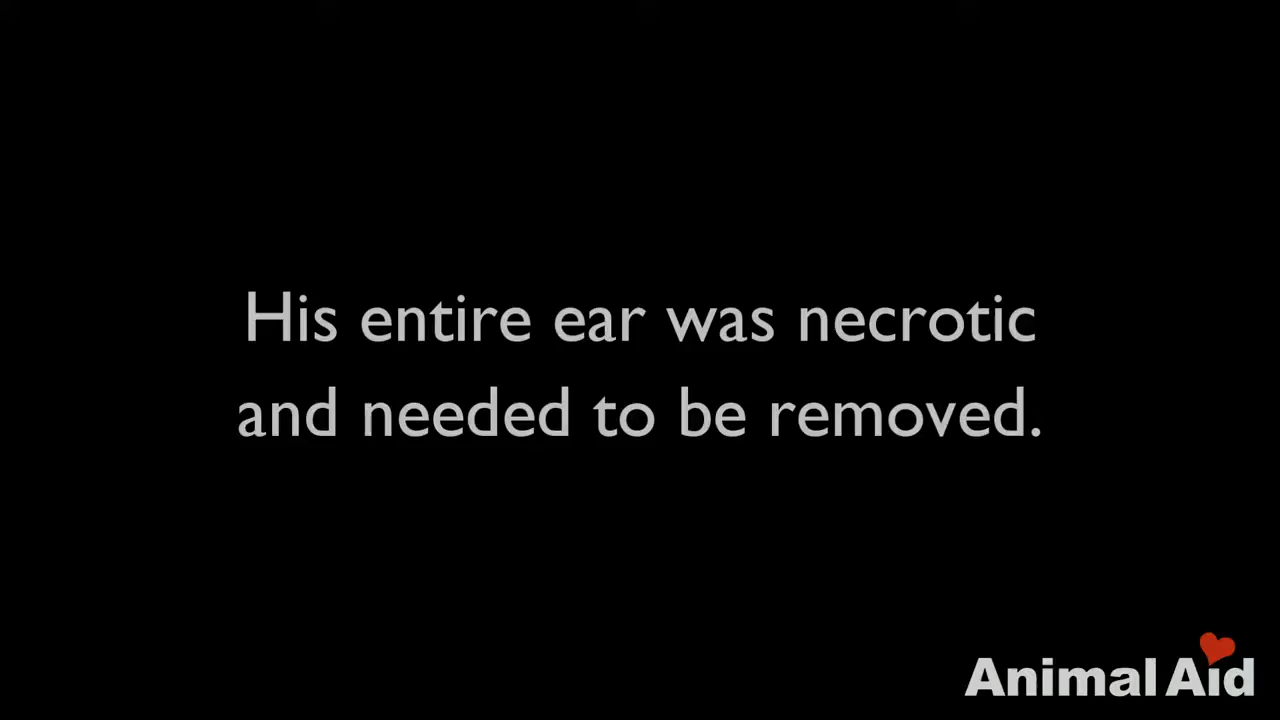 His entire ear was necrotic
and needed to be removed.
Animal Aid